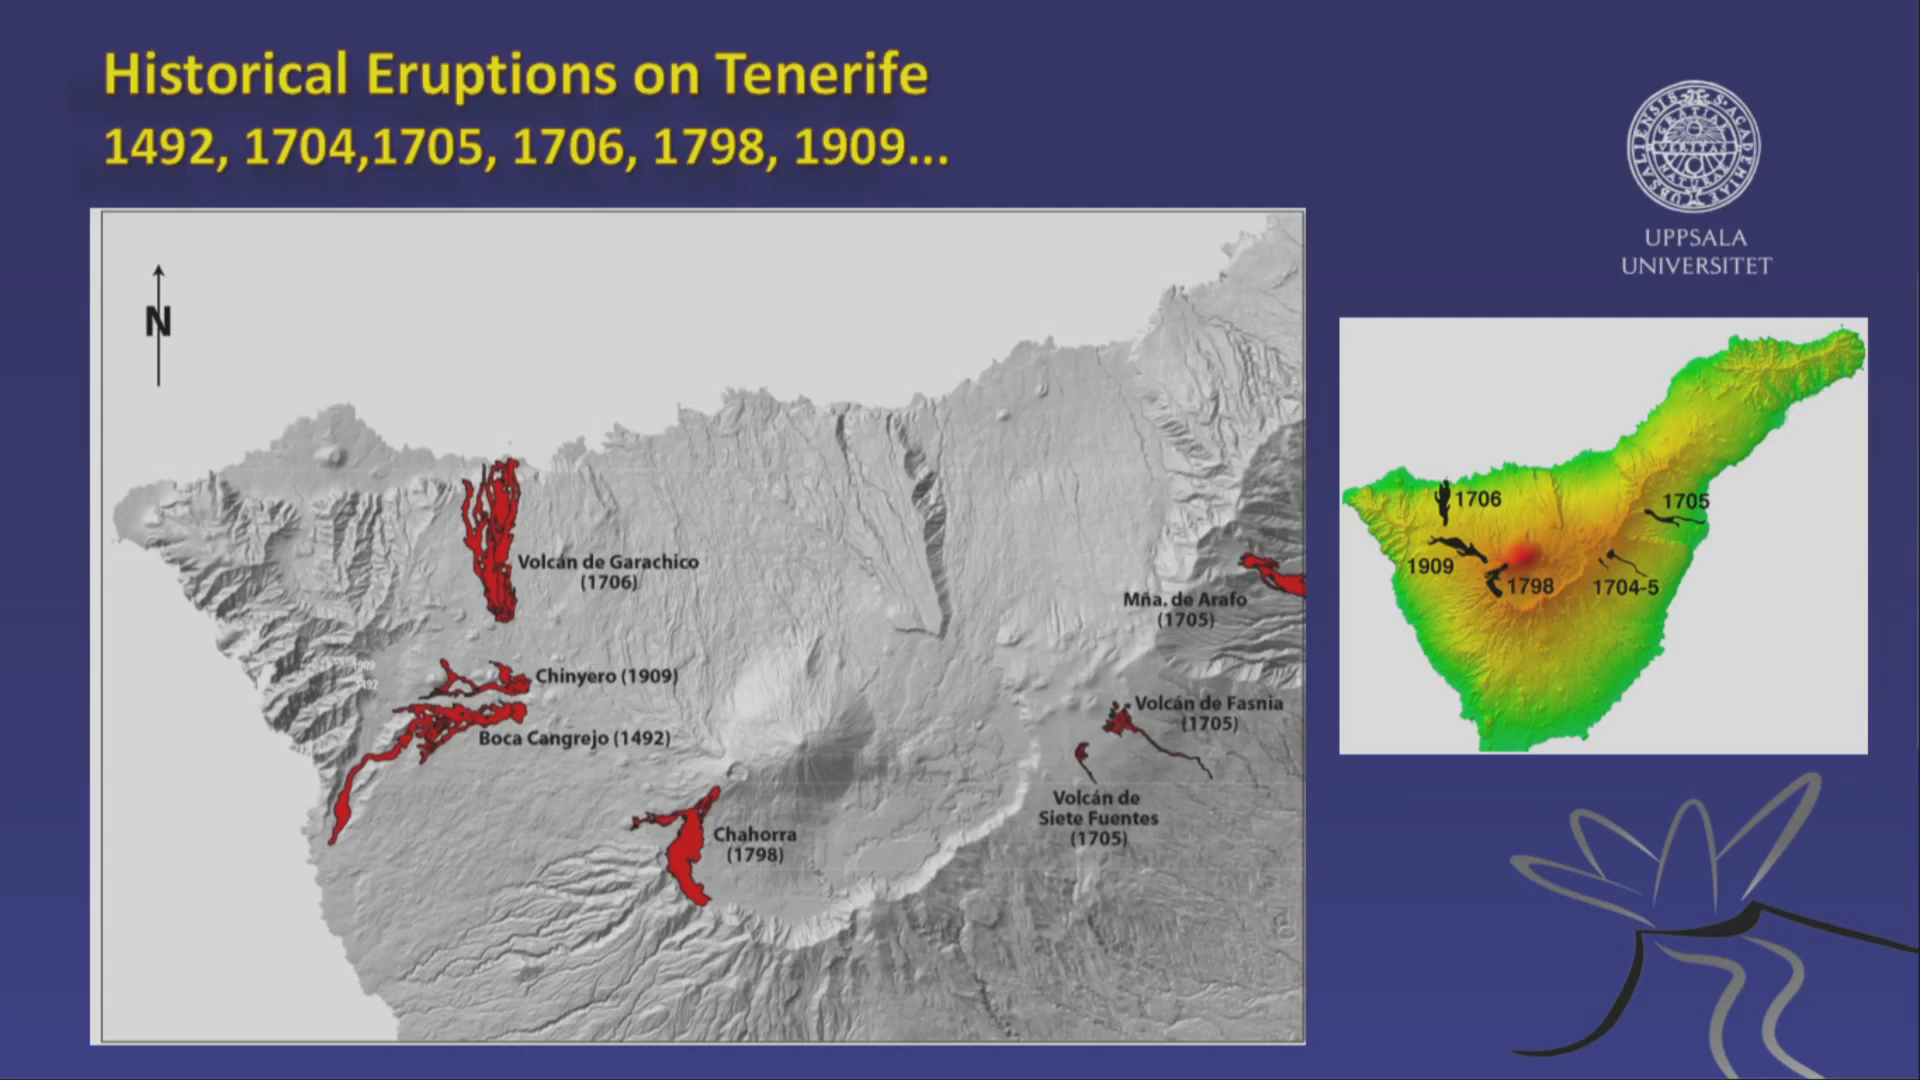 Historical Eruptions on Tenerife
1492, 1704,1705, 1706, 1798, 1909...
UPPSALA
UNIVERSITET
N
Volcán de Garachico
(1706)
Chinyero (1909)
Boca Cangrejo (1492)
Chahorra
(1798)
Mña. de Arafo
(1705)
Volcán de Fasnia
(1705)
Volcán de
Siete Fuentes
(1705)
1909
1492
1706
1705
1909
1798
1704-5